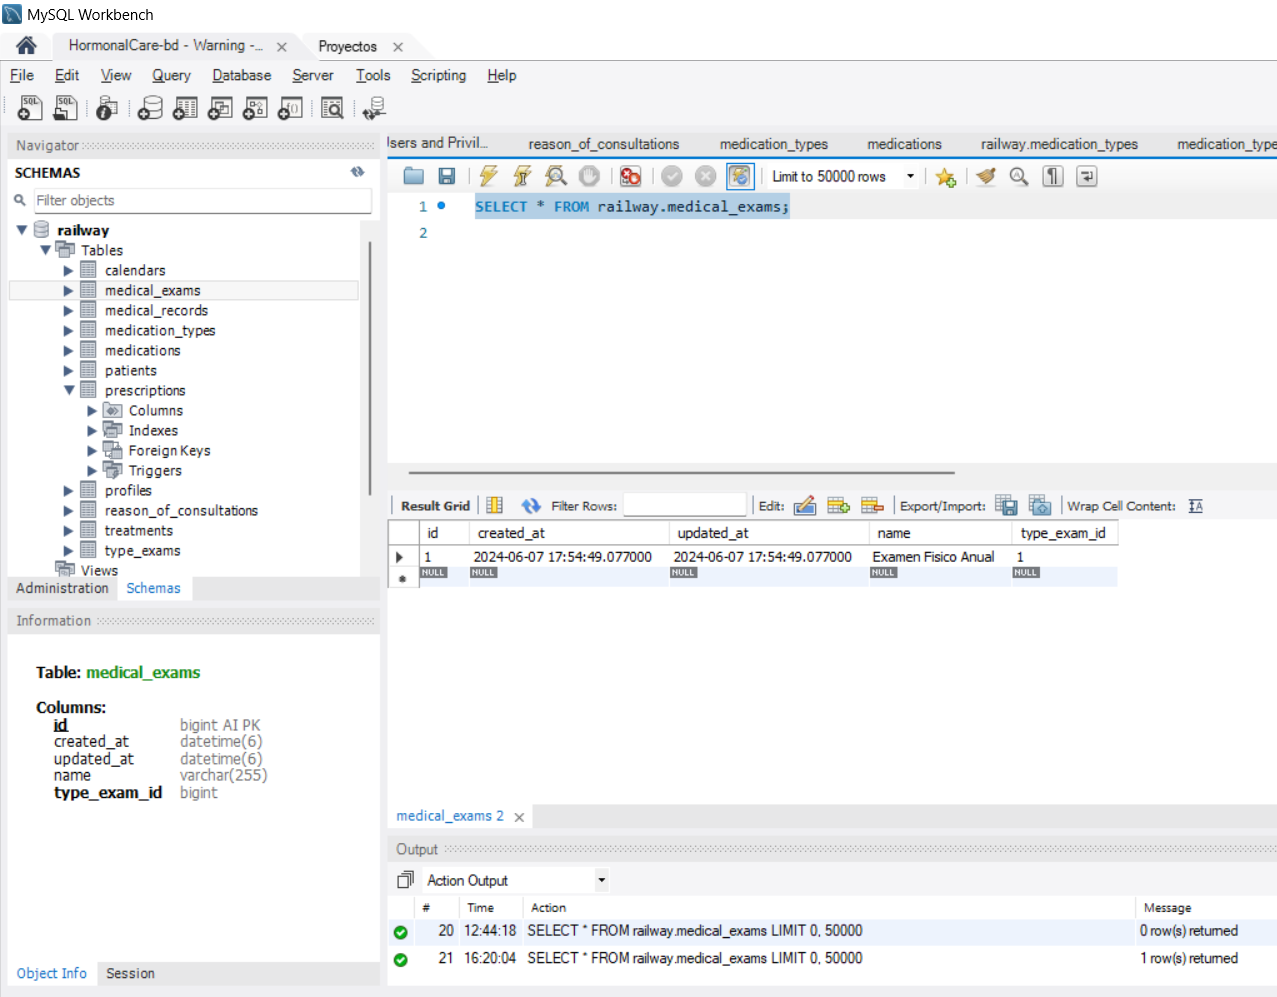 MySQL Workbench
HormonalCare-bd - Warning -... Proyectos
File Edit View Query Database Server Tools Scripting Help
Navigator
SCHEMAS
Filter objects
railway
Tables
calendars
medical_exams
medical_records
medication_types
medications
patients
prescriptions
Columns
Indexes
Foreign Keys
Triggers
profiles
reason_of_consultations
treatments
type_exams
Views
Administration Schemas
Information
Table: medical_exams
Columns:
id bigint AI PK
created_at datetime(6)
updated_at datetime(6)
name varchar(255)
type_exam_id bigint
Object Info Session
Users and Privil... reason_of_consultations medication_types medications railway.medication_types medication_type
Limit to 50000 rows
1 SELECT * FROM railway.medical_exams;
2
Result Grid Filter Rows: Edit: Export/Import: Wrap Cell Content:
id created_at updated_at name type_exam_id
1 2024-06-07 17:54:49.077000 2024-06-07 17:54:49.077000 Examen Fisico Anual 1
NULL NULL NULL NULL NULL
medical_exams 2
Output
Action Output
# Time Action Message
20 12:44:18 SELECT * FROM railway.medical_exams LIMIT 0, 50000 0 row(s) returned
21 16:20:04 SELECT * FROM railway.medical_exams LIMIT 0, 50000 1 row(s) returned